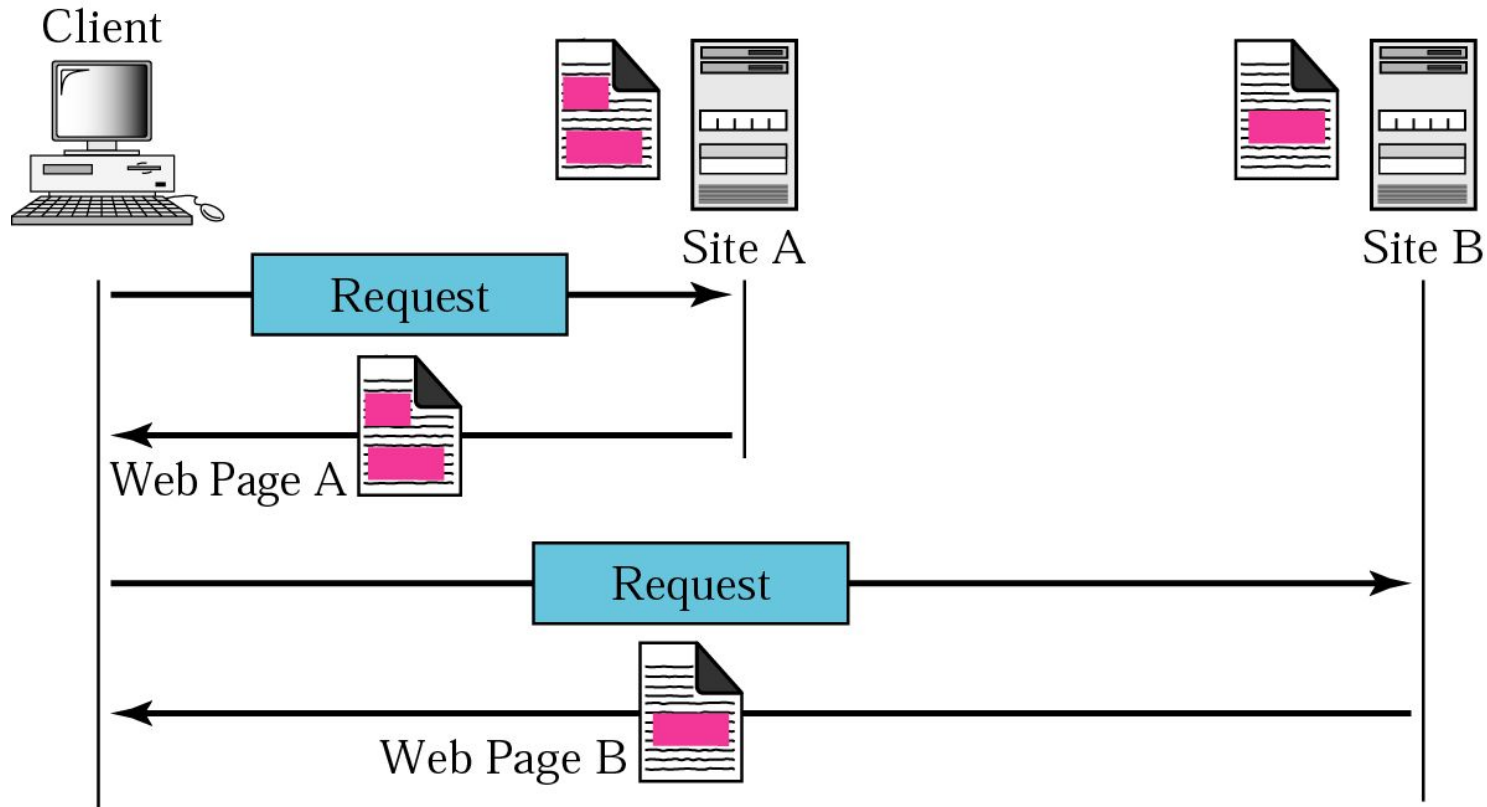 Client
Site A
Site B
Request
Web Page A
Request
Web Page B